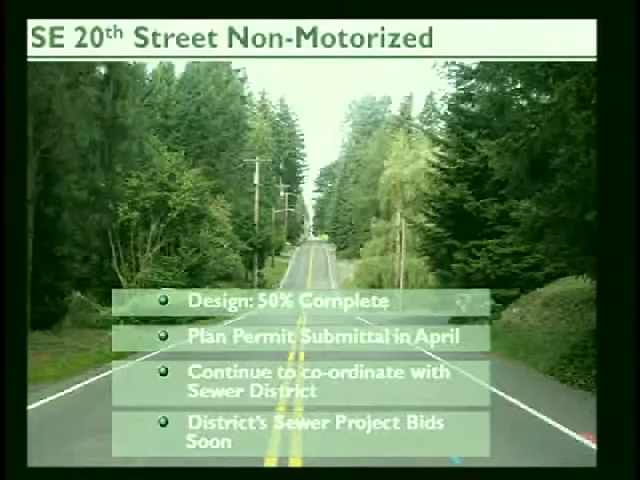 SE 20th Street Non-Motorized
Design: 50% Complete
Plan Permit Submittal in April
Continue to co-ordinate with
Sewer District
District's Sewer Project Bids
Soon